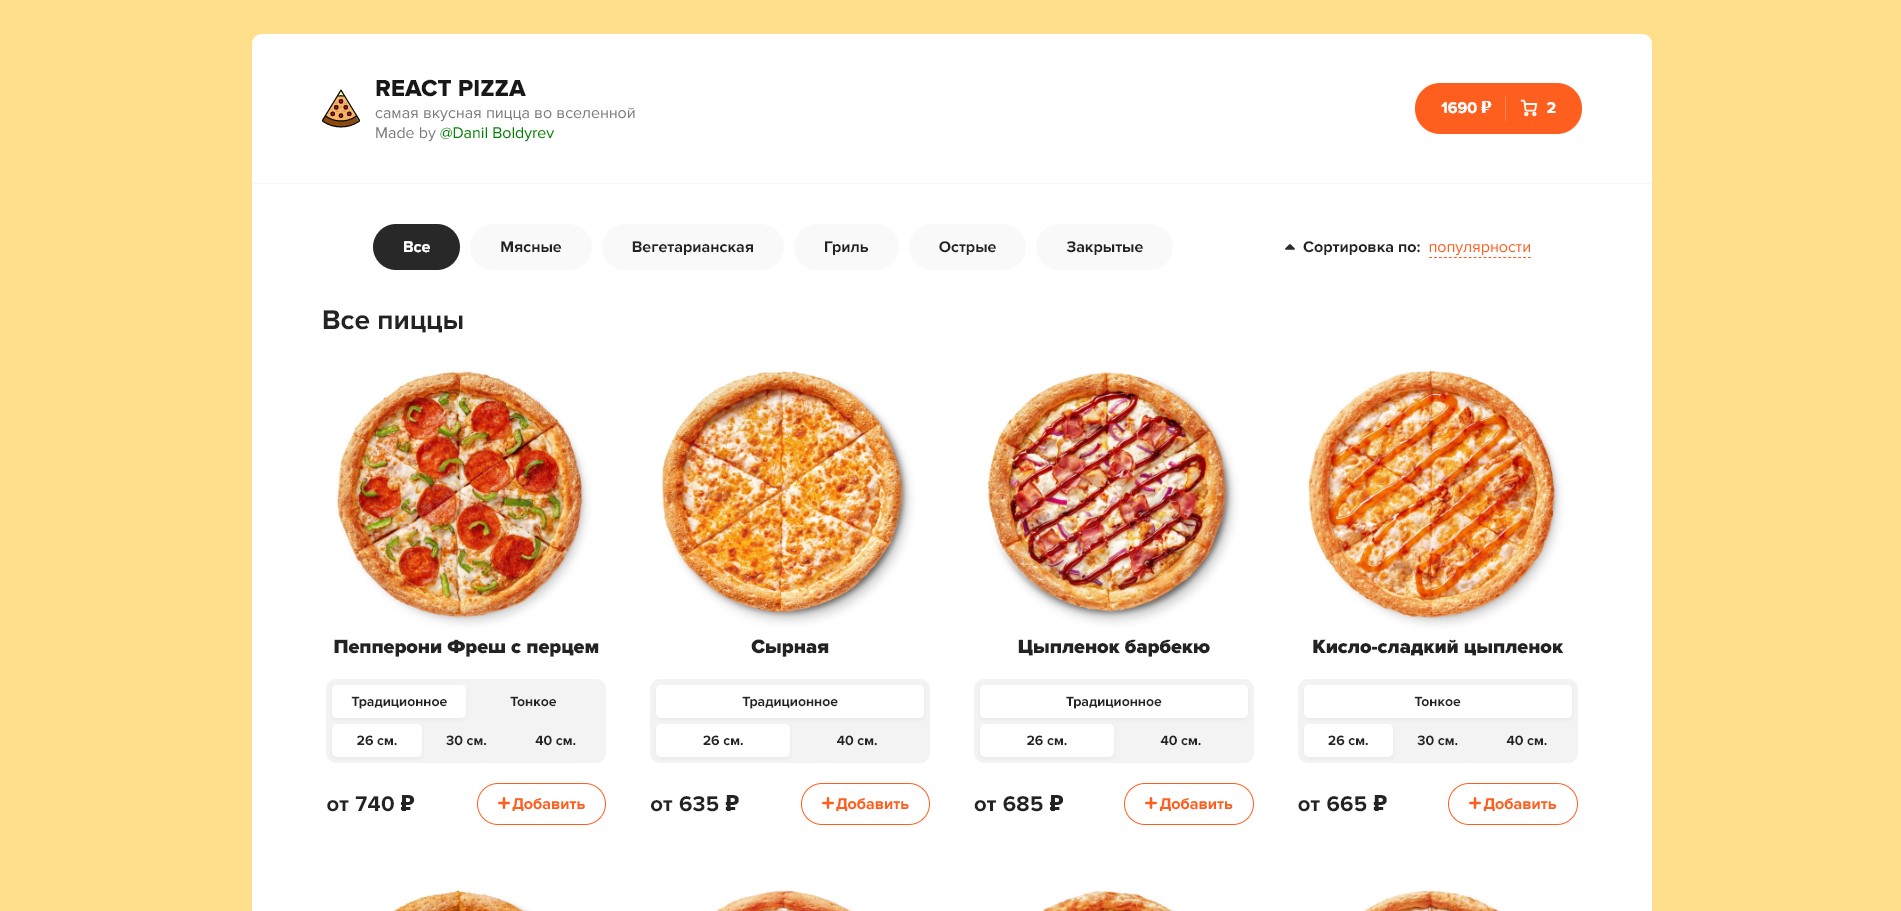 REACT PIZZA
самая вкусная пицца во вселенной
Made by @Danil Boldyrev
1690 ₽ 2
Все Мясные Вегетарианская Гриль Острые Закрытые Сортировка по: популярности
Все пиццы
Пепперони Фреш с перцем
Традиционное Тонкое
26 см. 30 см. 40 см.
от 740 ₽ +Добавить
Сырная
Традиционное
26 см. 40 см.
от 635 ₽ +Добавить
Цыпленок барбекю
Традиционное
26 см. 40 см.
от 685 ₽ +Добавить
Кисло-сладкий цыпленок
Тонкое
26 см. 30 см. 40 см.
от 665 ₽ +Добавить